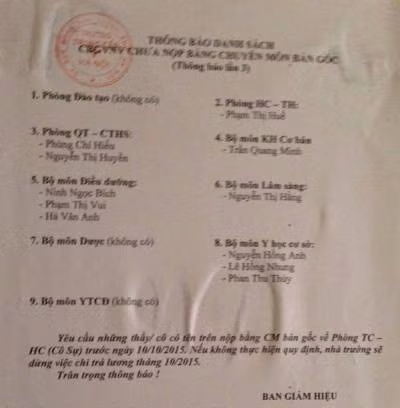 THÔNG BÁO DANH SÁCH
CBGVNV CHƯA NỘP BẰNG CHUYÊN MÔN BẢN GỐC
(Thông báo lần 3)
1. Phòng Đào tạo (không có)
2. Phòng HC – TH:
- Phạm Thị Huế
3. Phòng QT – CTHS:
- Phùng Chí Hiếu
- Nguyễn Thị Huyền
4. Bộ môn KH Cơ bản
- Trần Quang Minh
5. Bộ môn Điều dưỡng:
- Ninh Ngọc Bích
- Phạm Thị Vui
- Hà Vân Anh
6. Bộ môn Lâm sàng:
- Nguyễn Thị Hằng
7. Bộ môn Dược (không có)
8. Bộ môn Y học cơ sở:
- Nguyễn Hồng Anh
- Lê Hồng Nhung
- Phan Thu Thủy
9. Bộ môn YTCĐ (không có)
Yêu cầu những thầy/ cô có tên trên nộp bằng CM bản gốc về Phòng TC –
HC (Cô Sự) trước ngày 10/10/2015. Nếu không thực hiện quy định, nhà trường sẽ
dừng việc chi trả lương tháng 10/2015.
Trân trọng thông báo !
BAN GIÁM HIỆU